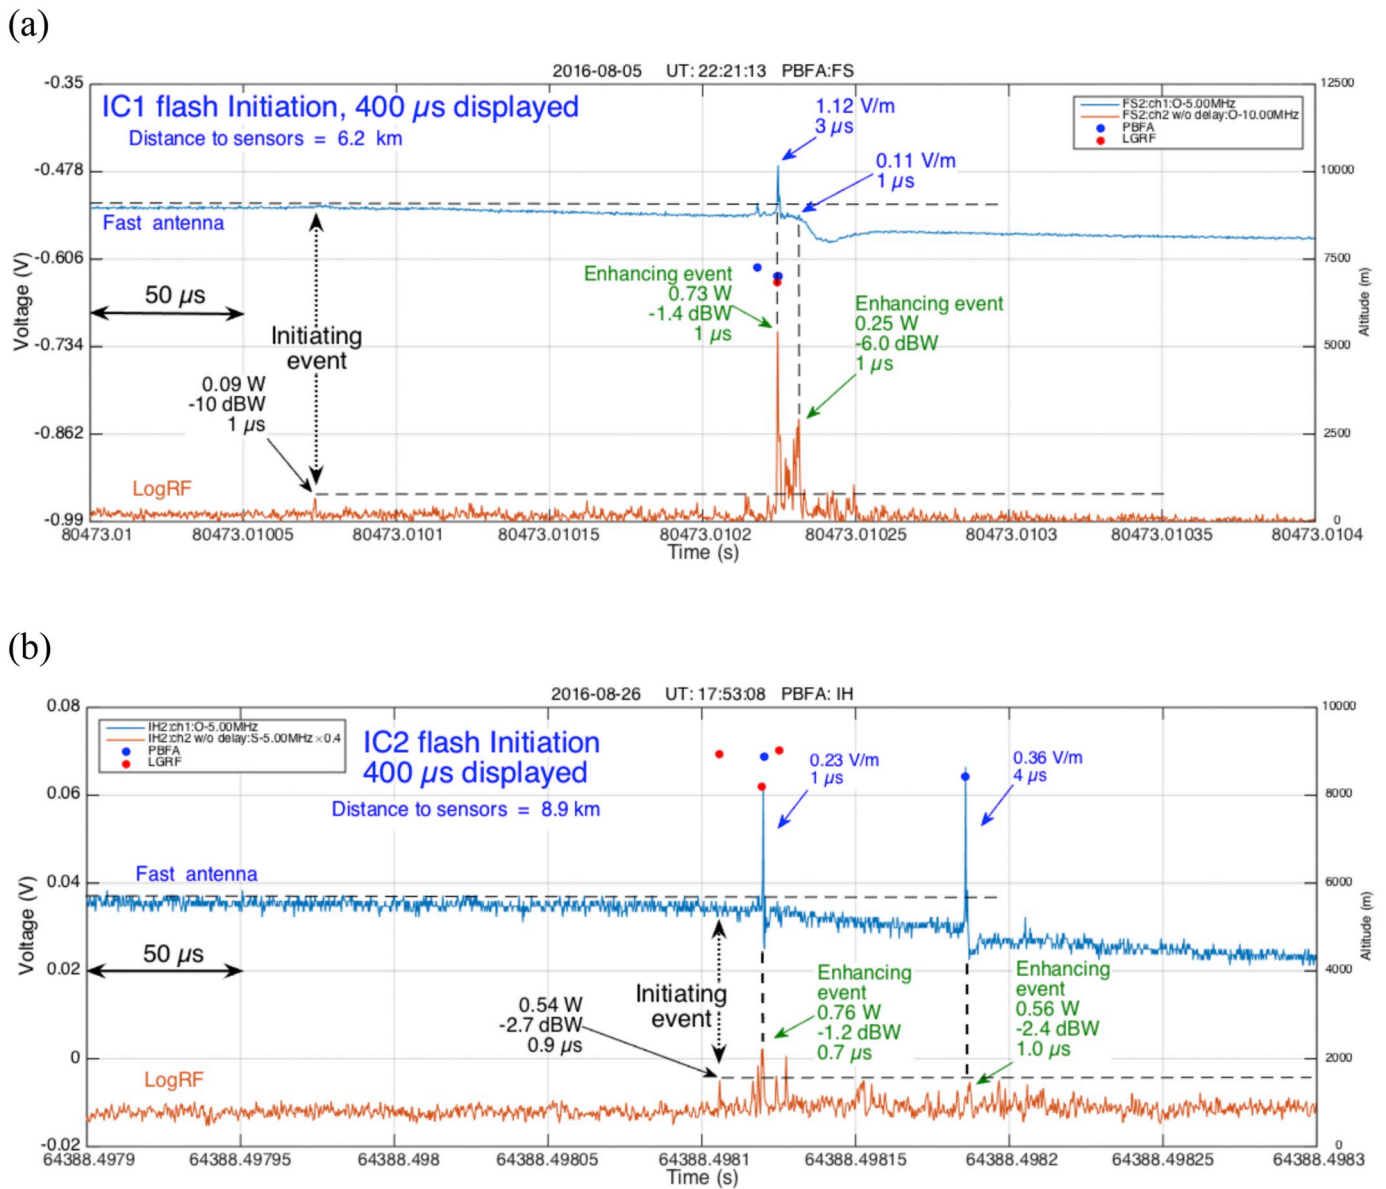 (a)
2016-08-05 UT: 22:21:13 PBFA:FS
IC1 flash Initiation, 400 µs displayed
Distance to sensors = 6.2 km
1.12 V/m
3 µs
0.11 V/m
1 µs
FS2:ch1:O-5.00MHz
FS2:ch2 w/o delay:O-10.00MHz
PBFA
LGRF
Fast antenna
50 µs
Initiating
event
0.09 W
-10 dBW
1 µs
Enhancing event
0.73 W
-1.4 dBW
1 µs
Enhancing event
0.25 W
-6.0 dBW
1 µs
LogRF
Voltage (V)
-0.35
-0.478
-0.606
-0.734
-0.862
-0.99
Altitude (m)
12500
10000
7500
5000
2500
0
80473.01 80473.01005 80473.0101 80473.01015 80473.0102 80473.01025 80473.0103 80473.01035 80473.0104
Time (s)
(b)
2016-08-26 UT: 17:53:08 PBFA: IH
IH2:ch1:O-5.00MHz
IH2:ch2 w/o delay:S-5.00MHz×0.4
PBFA
LGRF
IC2 flash Initiation
400 µs displayed
Distance to sensors = 8.9 km
0.23 V/m
1 µs
0.36 V/m
4 µs
Fast antenna
50 µs
0.54 W
-2.7 dBW
0.9 µs
Initiating
event
Enhancing
event
0.76 W
-1.2 dBW
0.7 µs
Enhancing
event
0.56 W
-2.4 dBW
1.0 µs
LogRF
Voltage (V)
0.08
0.06
0.04
0.02
0
-0.02
Altitude (m)
10000
8000
6000
4000
2000
0
64388.4979 64388.49795 64388.498 64388.49805 64388.4981 64388.49815 64388.4982 64388.49825 64388.4983
Time (s)